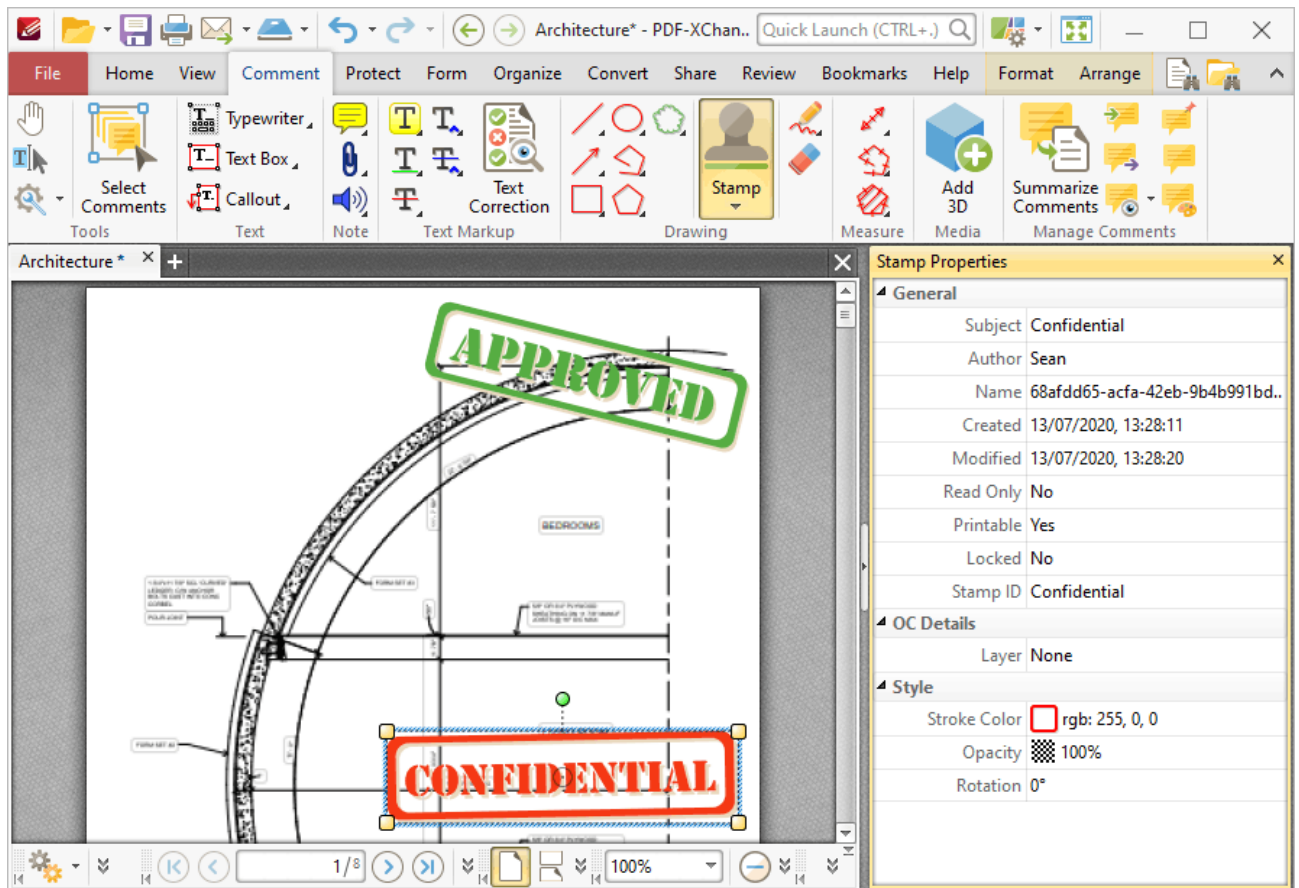 Architecture* - PDF-XChan..
Quick Launch (CTRL+.)
File Home View Comment Protect Form Organize Convert Share Review Bookmarks Help Format Arrange
Typewriter
Text Box
Callout
Select
Comments
Text
Correction
Stamp
Add
3D
Summarize
Comments
Tools Text Note Text Markup Drawing Measure Media Manage Comments
Architecture *
APPROVED
BEDROOMS
FORM SET #3
POUR JOINT
CONFIDENTIAL
1/8
100%
Stamp Properties
General
Subject Confidential
Author Sean
Name 68afdd65-acfa-42eb-9b4b991bd..
Created 13/07/2020, 13:28:11
Modified 13/07/2020, 13:28:20
Read Only No
Printable Yes
Locked No
Stamp ID Confidential
OC Details
Layer None
Style
Stroke Color rgb: 255, 0, 0
Opacity 100%
Rotation 0°